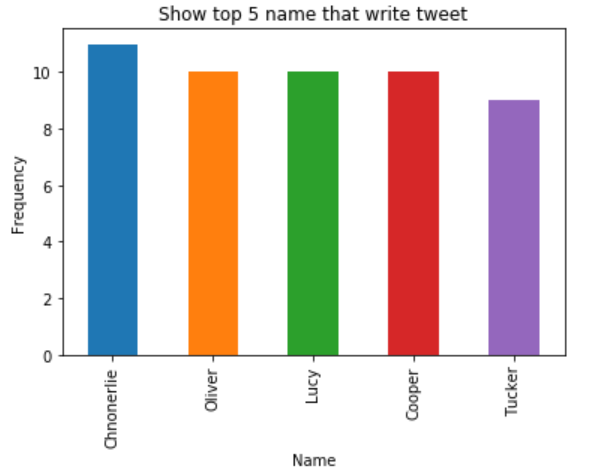 Show top 5 name that write tweet
Frequency
10
8
6
4
2
0
Chnonerlie
Oliver
Lucy
Cooper
Tucker
Name